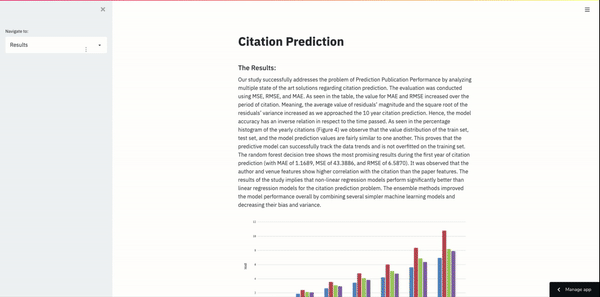 Navigate to:
Results
Citation Prediction
The Results:
Our study successfully addresses the problem of Prediction Publication Performance by analyzing
multiple state of the art solutions regarding citation prediction. The evaluation was conducted
using MSE, RMSE, and MAE. As seen in the table, the value for MAE and RMSE increased over the
period of citation. Meaning, the average value of residuals' magnitude and the square root of the
residuals' variance increased as we approached the 10 year citation prediction. Hence, the model
accuracy has an inverse relation in respect to the time passed. As seen in the percentage
histogram of the yearly citations (Figure 4) we observe that the value distribution of the train set,
test set, and the model prediction values are fairly similar to one another. This proves that the
predictive model can successfully track the data trends and is not overfitted on the training set.
The random forest decision tree shows the most promising results during the first year of citation
prediction (with MAE of 1.1689, MSE of 43.3886, and RMSE of 6.5870). It was observed that the
author and venue features show higher correlation with the citation than the paper features. The
results of the study implies that non-linear regression models perform significantly better than
linear regression models for the citation prediction problem. The ensemble methods improved
the model performance overall by combining several simpler machine learning models and
decreasing their bias and variance.
12
10
8
6
4
2
Manage app